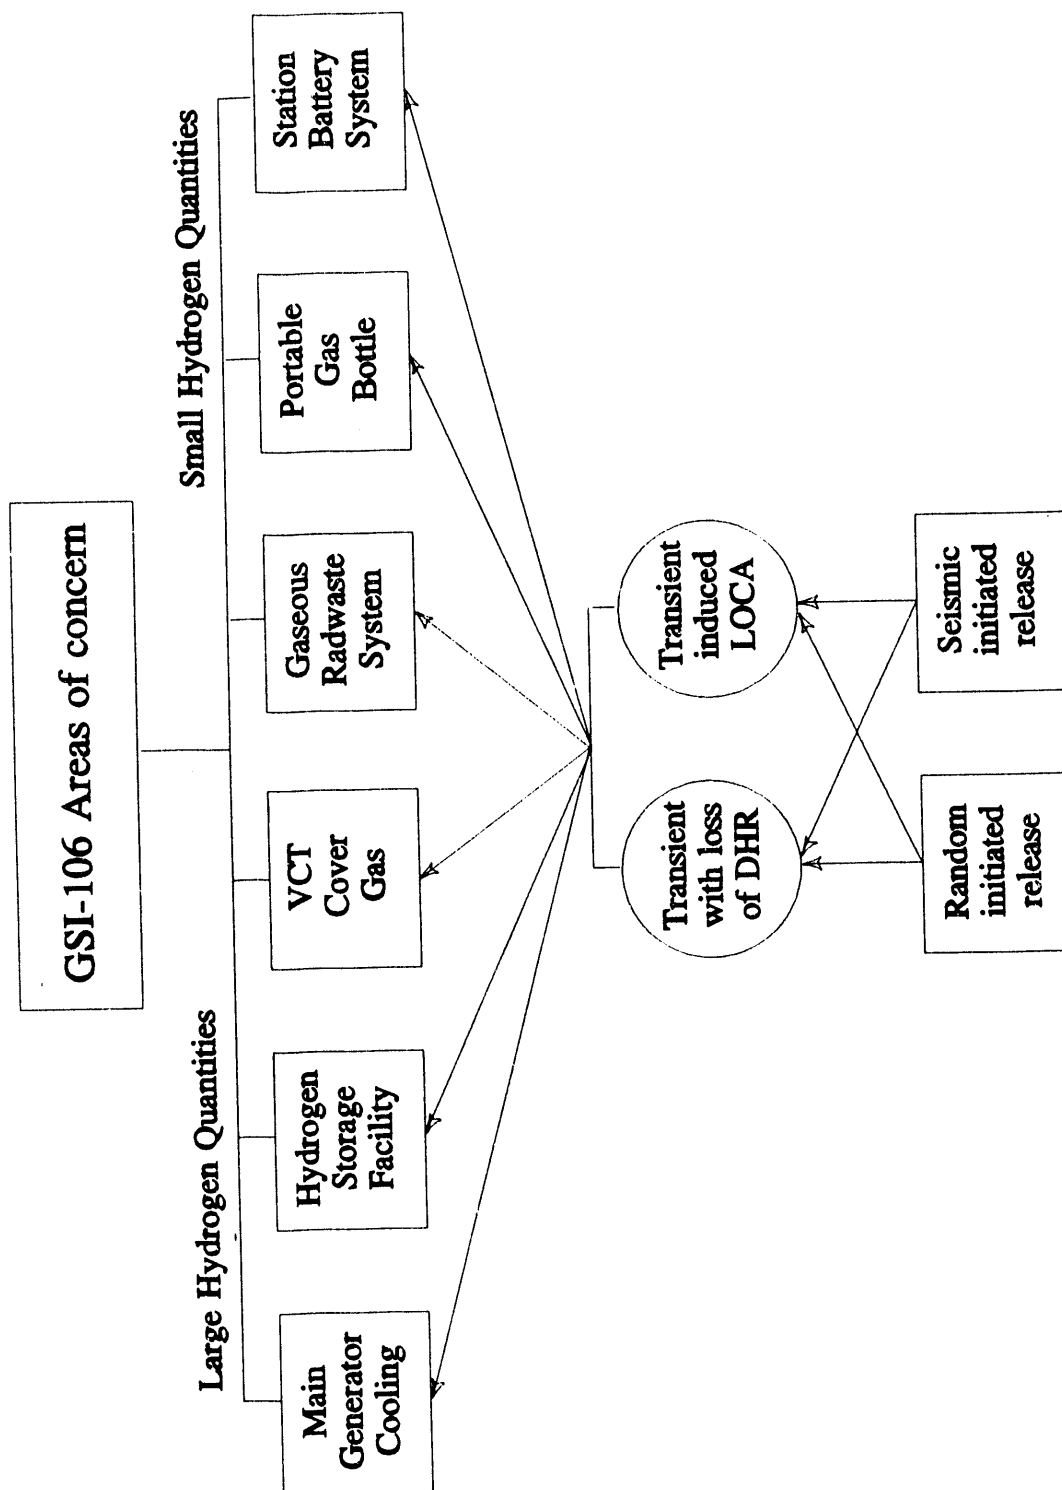 GSI-106 Areas of concern
Large Hydrogen Quantities
Small Hydrogen Quantities
Main
Generator
Cooling
Hydrogen
Storage
Facility
VCT
Cover
Gas
Gaseous
Radwaste
System
Portable
Gas
Bottle
Station
Battery
System
Transient
with loss
of DHR
Transient
induced
LOCA
Random
initiated
release
Seismic
initiated
release